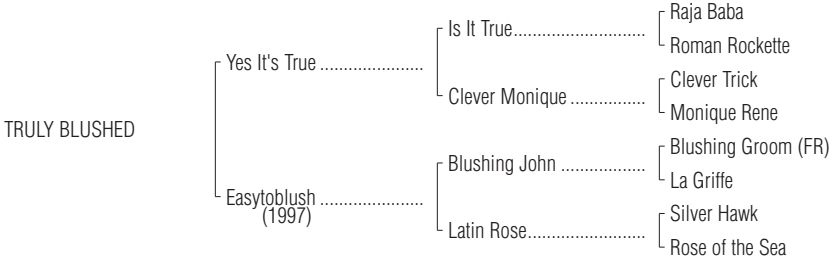 Raja Baba
Is It True............................
Roman Rockette
Yes It's True ......................
Clever Trick
Clever Monique ................
Monique Rene
TRULY BLUSHED
Blushing Groom (FR)
Blushing John ..................
La Griffe
Easytoblush ......................
(1997)
Silver Hawk
Latin Rose.........................
Rose of the Sea